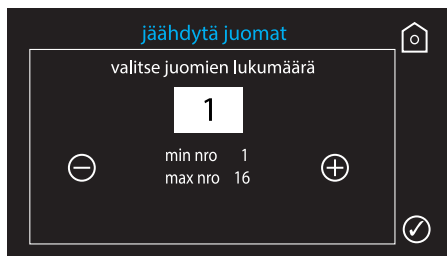 jäähdytä juomat
valitse juomien lukumäärä
1
min nro 1
max nro 16